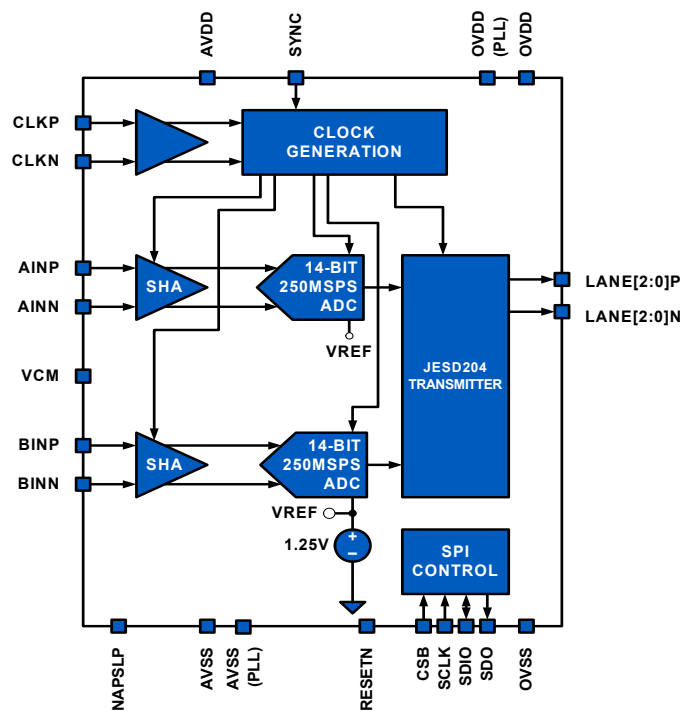 AVDD
SYNC
OVDD
(PLL)
OVDD
CLKP
CLKN
CLOCK
GENERATION
AINP
AINN
SHA
14-BIT
250MSPS
ADC
VREF
LANE[2:0]P
LANE[2:0]N
JESD204
TRANSMITTER
VCM
BINP
BINN
SHA
14-BIT
250MSPS
ADC
VREF
1.25V
+
–
SPI
CONTROL
NAPSLP
AVSS
AVSS
(PLL)
RESETN
CSB
SCLK
SDIO
SDO
OVSS